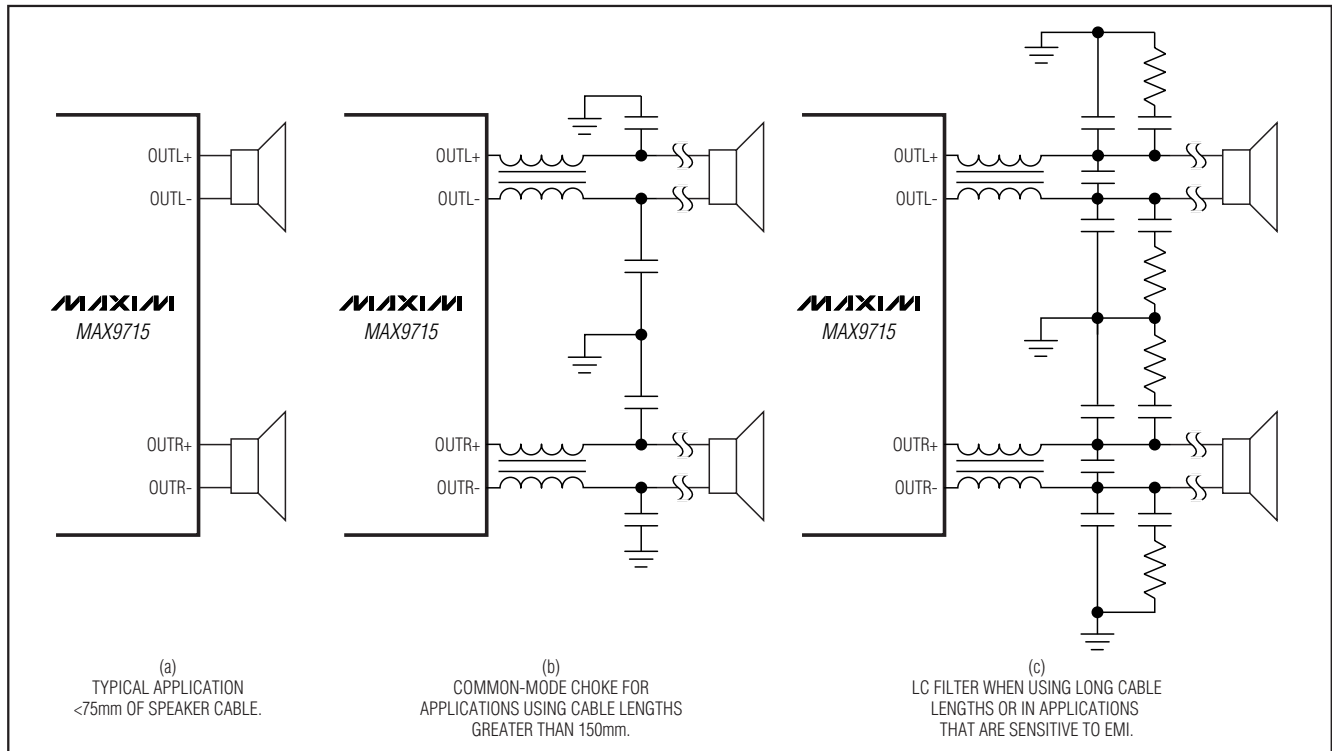 OUTL+
OUTL-
MAXIM
MAX9715
OUTR+
OUTR-
(a)
TYPICAL APPLICATION
<75mm OF SPEAKER CABLE.
OUTL+
OUTL-
MAXIM
MAX9715
OUTR+
OUTR-
(b)
COMMON-MODE CHOKE FOR
APPLICATIONS USING CABLE LENGTHS
GREATER THAN 150mm.
OUTL+
OUTL-
MAXIM
MAX9715
OUTR+
OUTR-
(c)
LC FILTER WHEN USING LONG CABLE
LENGTHS OR IN APPLICATIONS
THAT ARE SENSITIVE TO EMI.